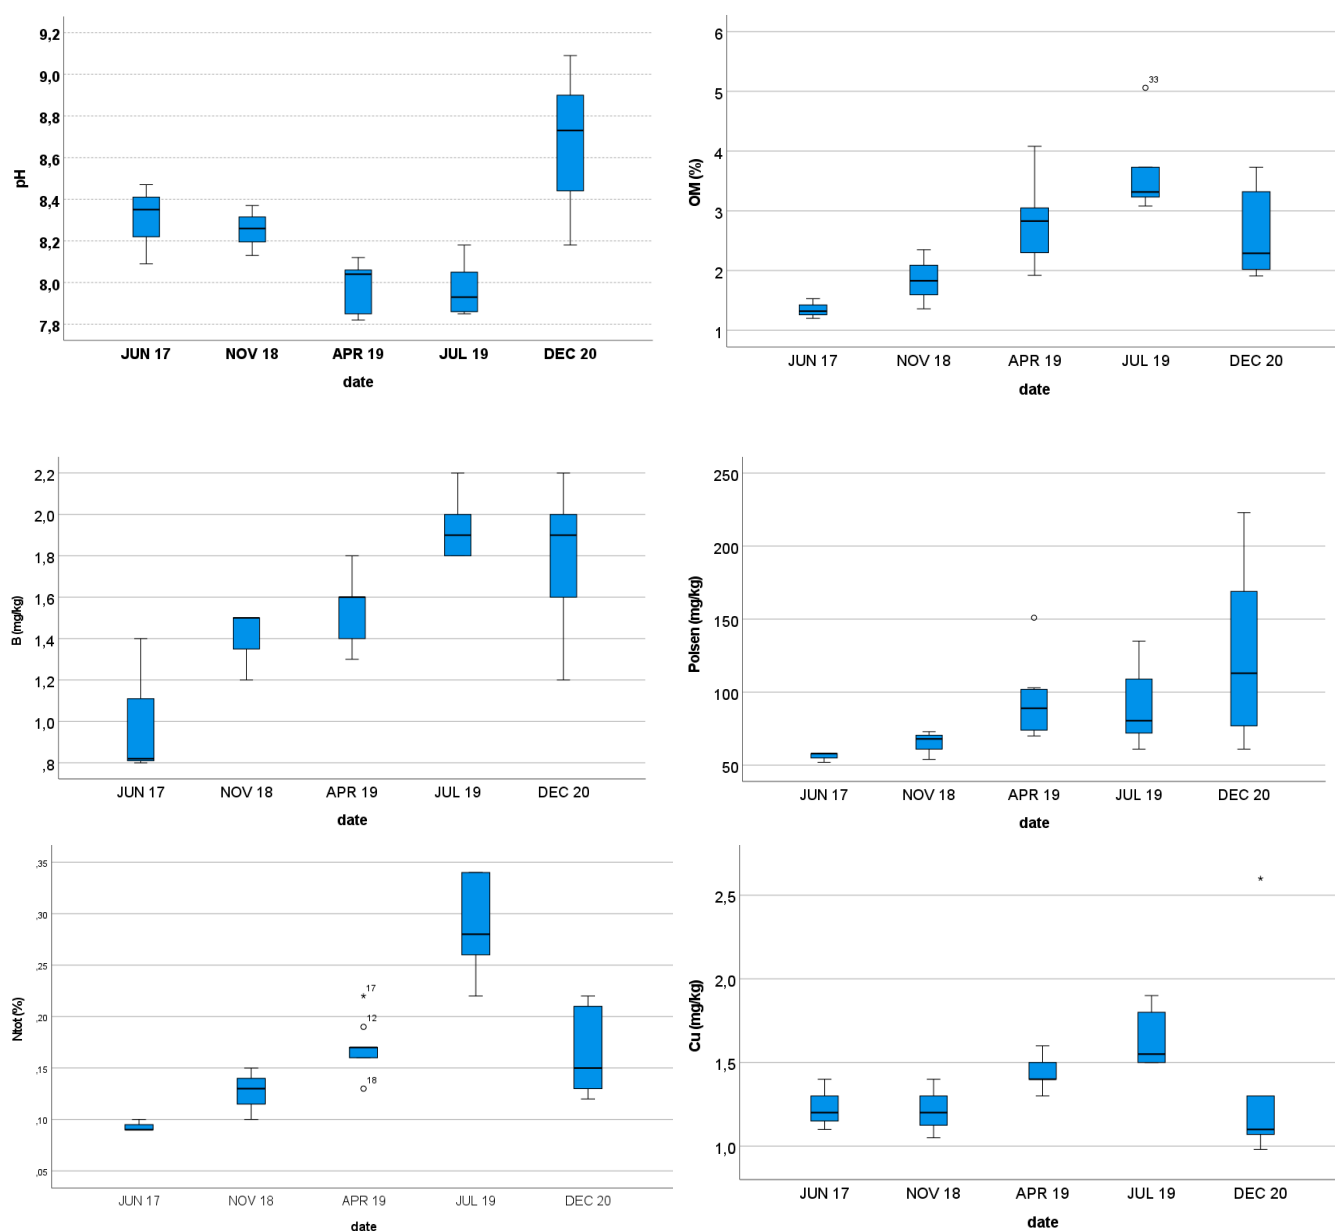 9,2
9,0
8,8
8,6
8,4
8,2
8,0
7,8
pH
JUN 17 NOV 18 APR 19 JUL 19 DEC 20
date
6
5
4
3
2
1
OM (%)
33
JUN 17 NOV 18 APR 19 JUL 19 DEC 20
date
2,2
2,0
1,8
1,6
1,4
1,2
1,0
,8
B (mg/kg)
JUN 17 NOV 18 APR 19 JUL 19 DEC 20
date
250
200
150
100
50
Polsen (mg/kg)
JUN 17 NOV 18 APR 19 JUL 19 DEC 20
date
,35
,30
,25
,20
,15
,10
,05
Ntot (%)
17
12
18
JUN 17 NOV 18 APR 19 JUL 19 DEC 20
date
2,5
2,0
1,5
1,0
Cu (mg/kg)
*
JUN 17 NOV 18 APR 19 JUL 19 DEC 20
date